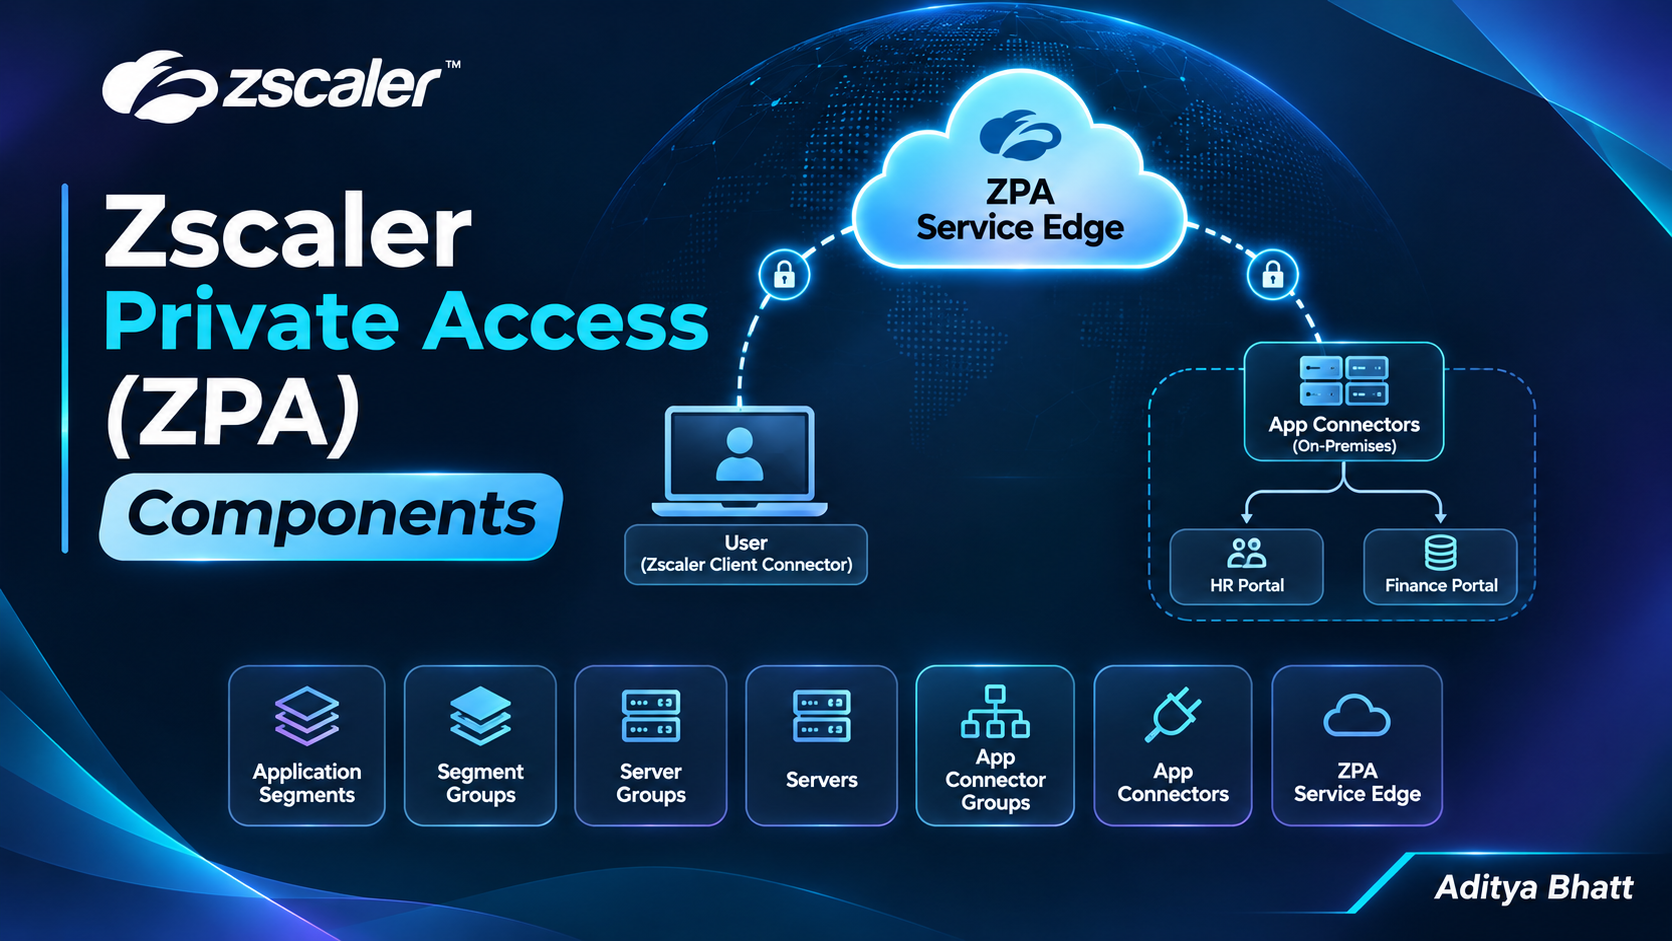 zscaler™
Zscaler
Private Access
(ZPA)
Components
ZPA
Service Edge
User
(Zscaler Client Connector)
App Connectors
(On-Premises)
HR Portal
Finance Portal
Application
Segments
Segment
Groups
Server
Groups
Servers
App
Connector
Groups
App
Connectors
ZPA
Service Edge
Aditya Bhatt